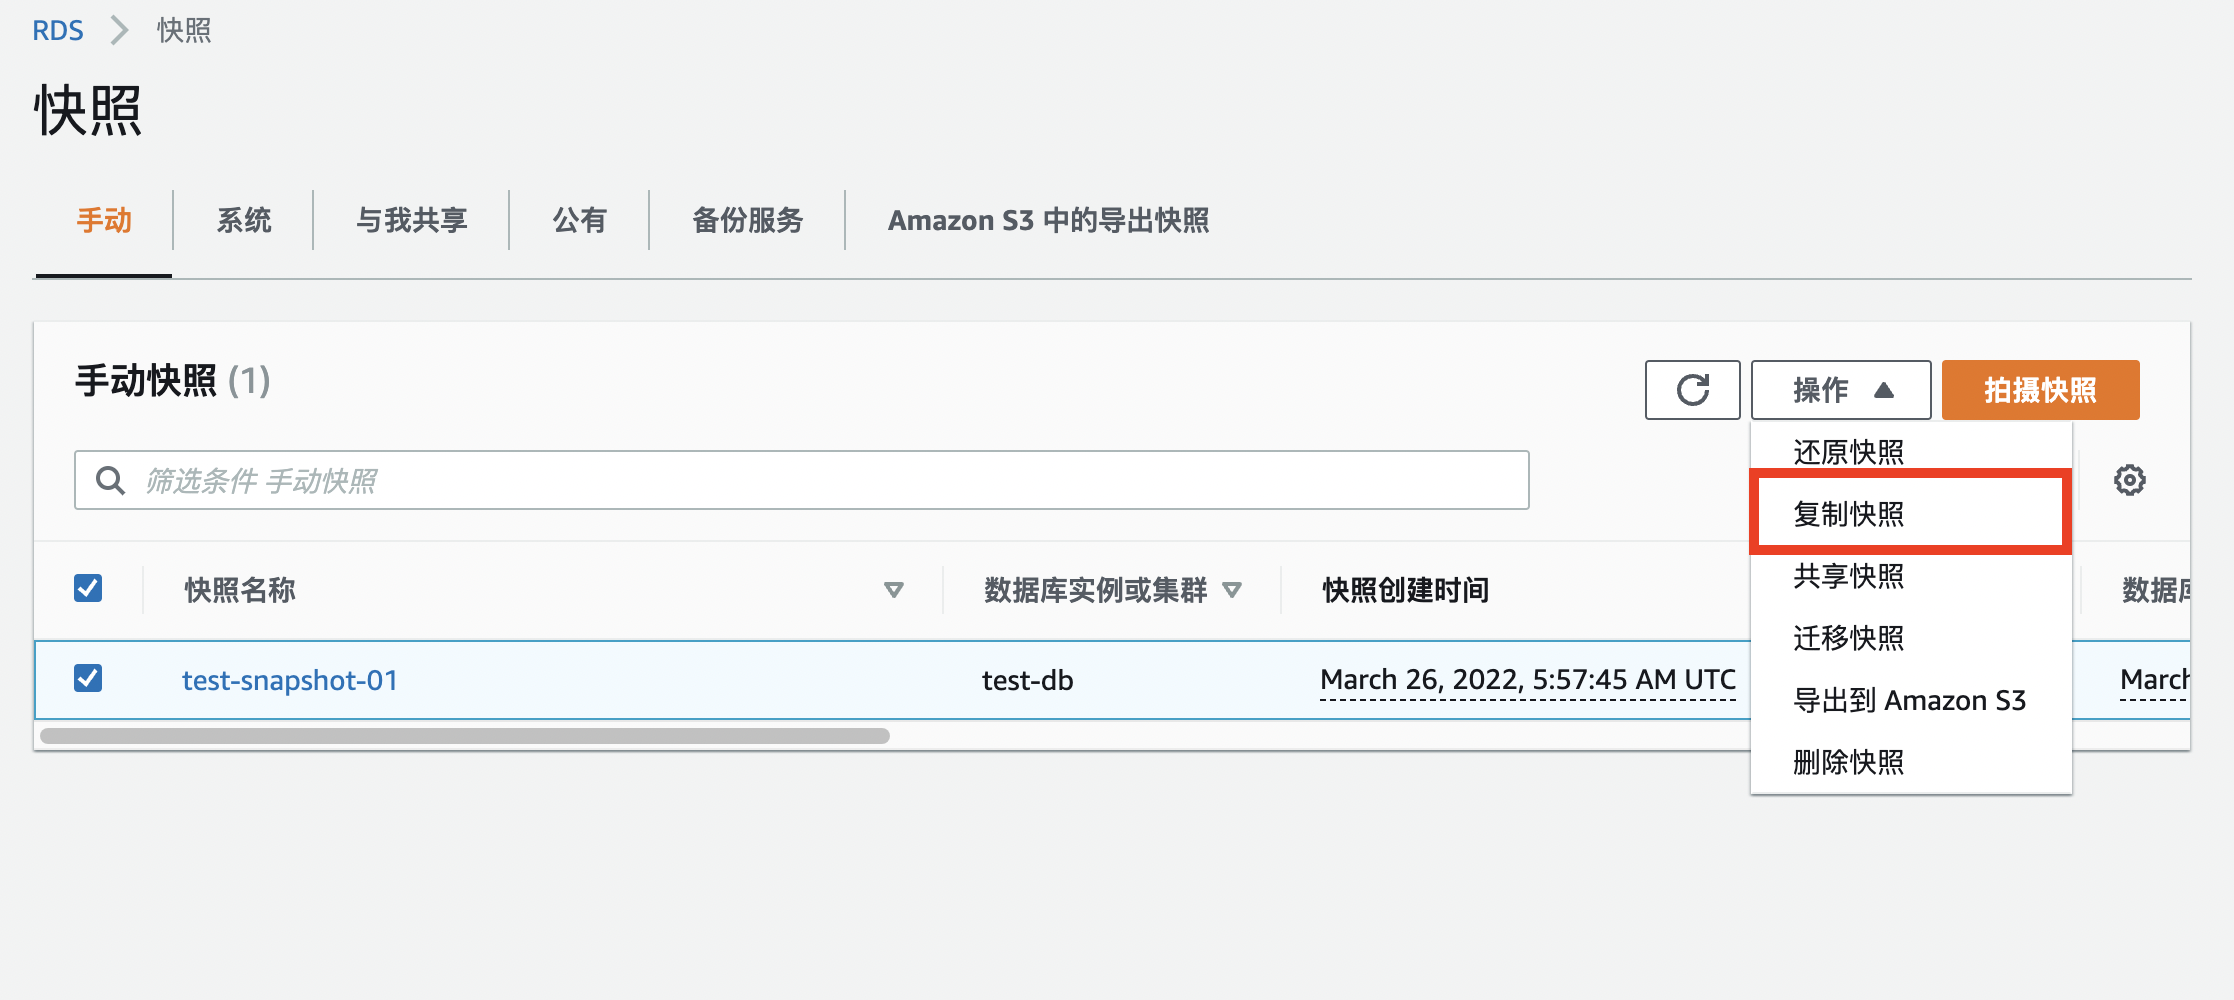 RDS 快照
快照
手动 系统 与我共享 公有 备份服务 Amazon S3 中的导出快照
手动快照 (1)
操作 拍摄快照
筛选条件 手动快照
还原快照
复制快照
共享快照
迁移快照
导出到 Amazon S3
删除快照
快照名称 数据库实例或集群 快照创建时间 数据库
test-snapshot-01 test-db March 26, 2022, 5:57:45 AM UTC March